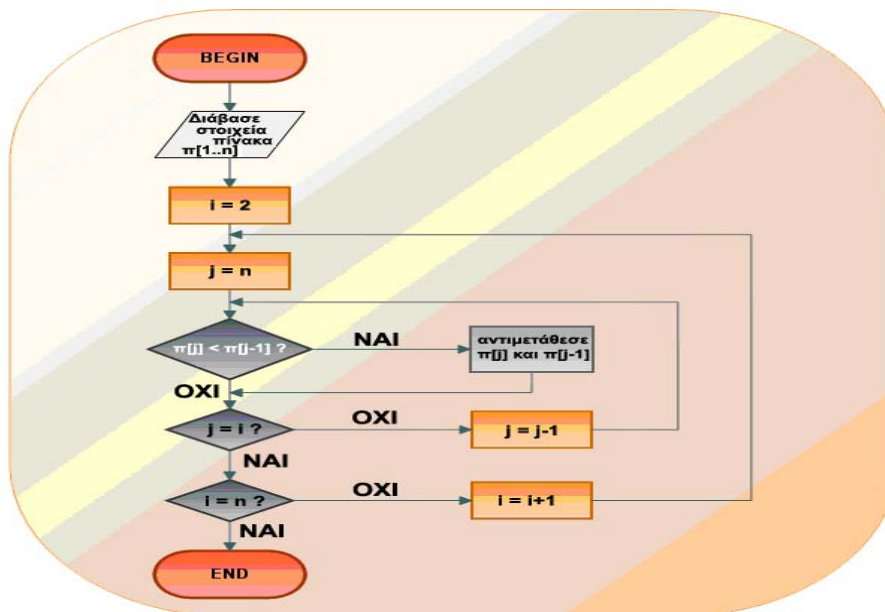 BEGIN
Διάβασε
στοιχεία
πίνακα
π[1..n]
i = 2
j = n
π[j] < π[j-1] ?
ΝΑΙ
αντιμετάθεσε
π[j] και π[j-1]
ΟΧΙ
j = i ?
ΟΧΙ
j = j-1
ΝΑΙ
i = n ?
ΟΧΙ
i = i+1
ΝΑΙ
END